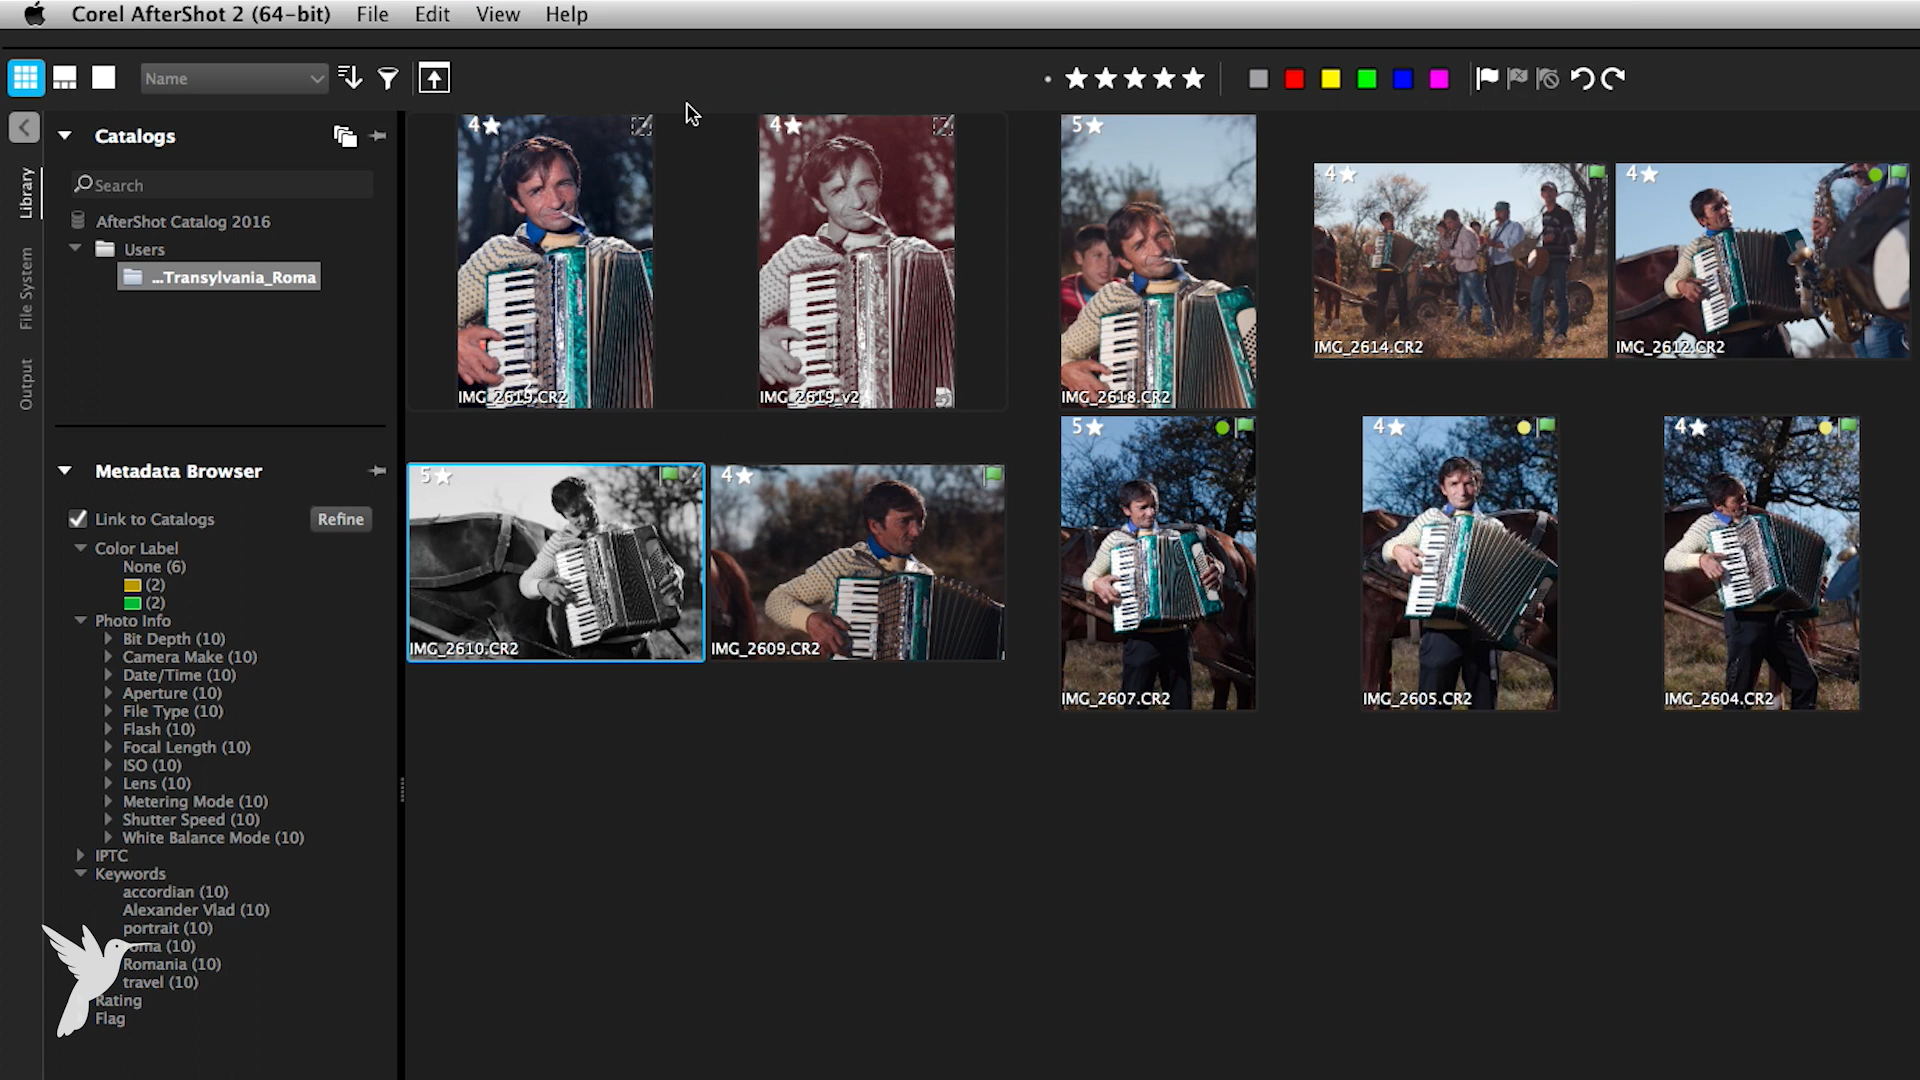 Corel AfterShot 2 (64-bit) File Edit View Help
Name
Catalogs
Search
AfterShot Catalog 2016
Users
...Transylvania_Roma
Library
File System
Output
Metadata Browser
Link to Catalogs Refine
Color Label
None (6)
(2)
(2)
Photo Info
Bit Depth (10)
Camera Make (10)
Date/Time (10)
Aperture (10)
File Type (10)
Flash (10)
Focal Length (10)
ISO (10)
Lens (10)
Metering Mode (10)
Shutter Speed (10)
White Balance Mode (10)
IPTC
Keywords
accordian (10)
Alexander Vlad (10)
portrait (10)
oma (10)
Romania (10)
travel (10)
Rating
Flag
4 4 5 4 4
IMG_2614.CR2 IMG_2612.CR2
2
IMG_2619.CR2 IMG_2619_v2 IMG_2618.CR2
5 4 5 4 4
IMG_2610.CR2 IMG_2609.CR2
IMG_2607.CR2 IMG_2605.CR2 IMG_2604.CR2